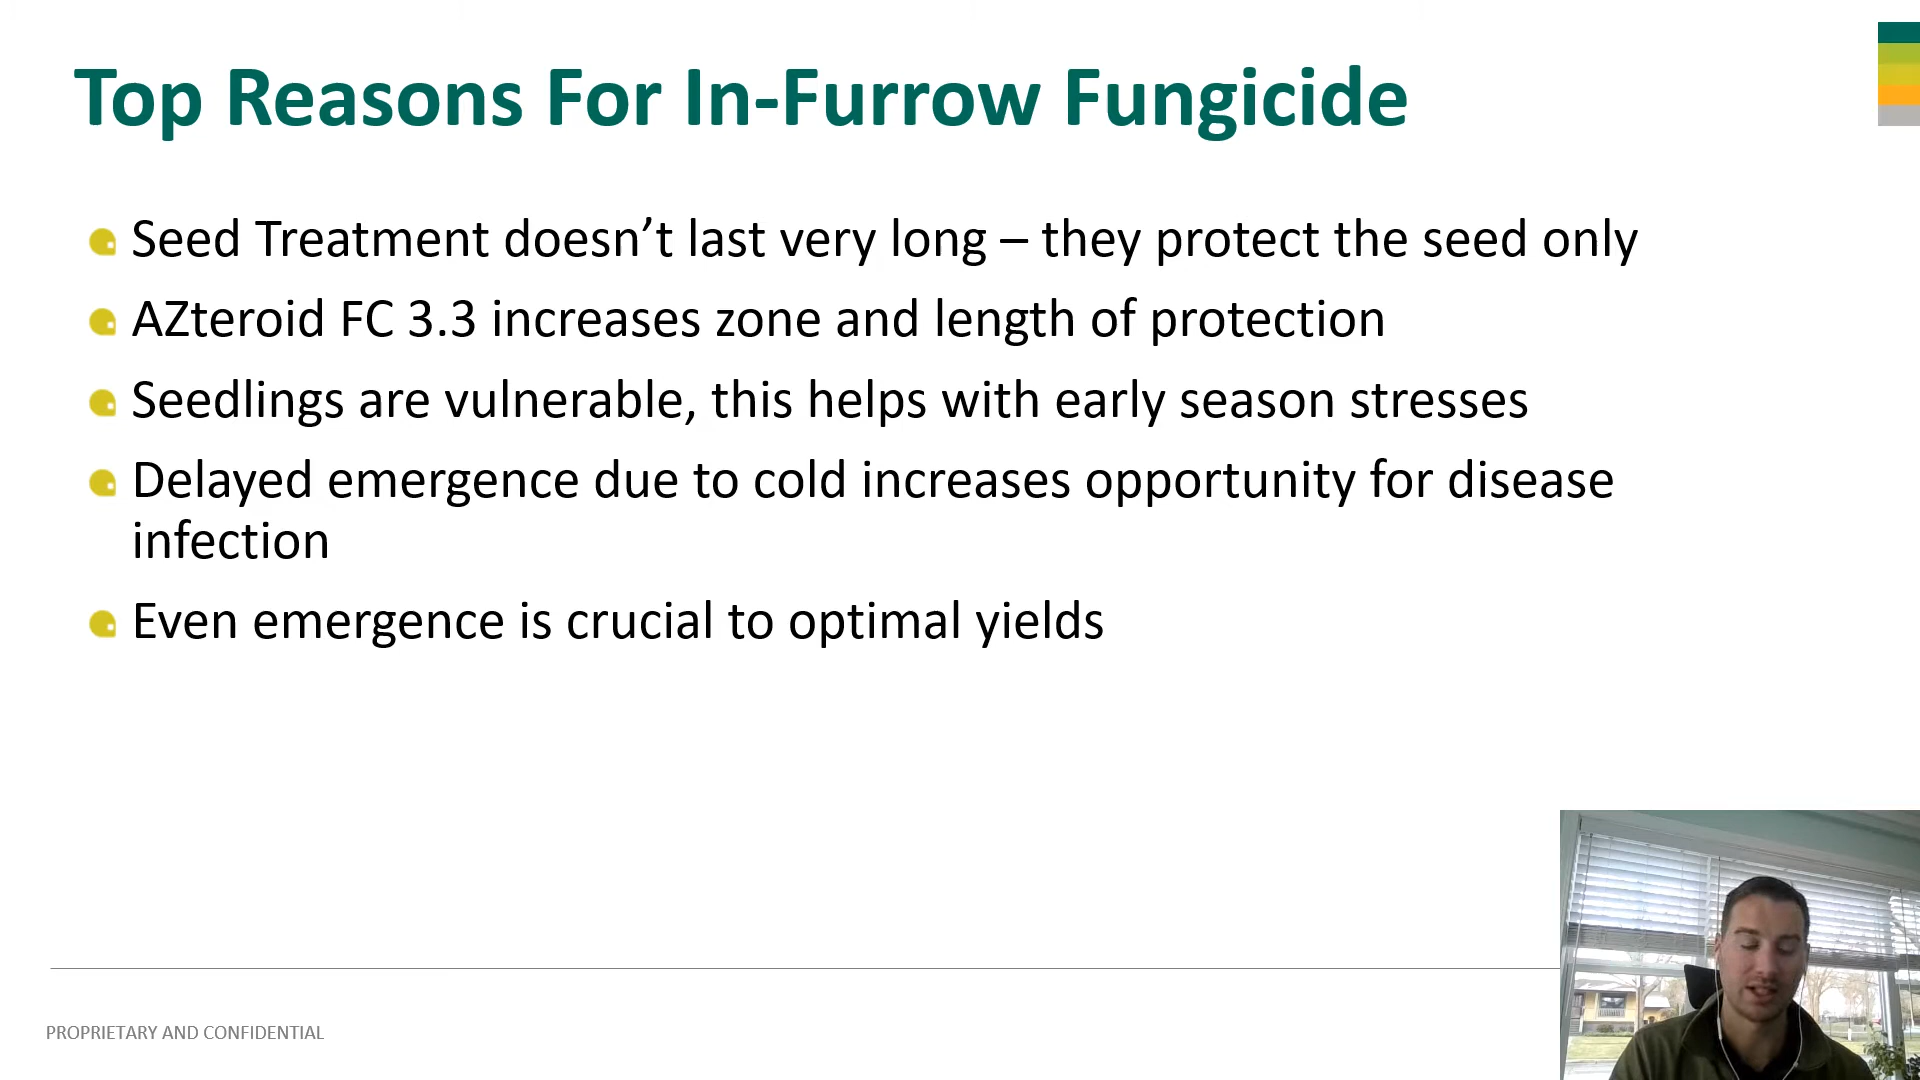 Top Reasons For In-Furrow Fungicide
Seed Treatment doesn’t last very long – they protect the seed only
AZteroid FC 3.3 increases zone and length of protection
Seedlings are vulnerable, this helps with early season stresses
Delayed emergence due to cold increases opportunity for disease
infection
Even emergence is crucial to optimal yields
PROPRIETARY AND CONFIDENTIAL